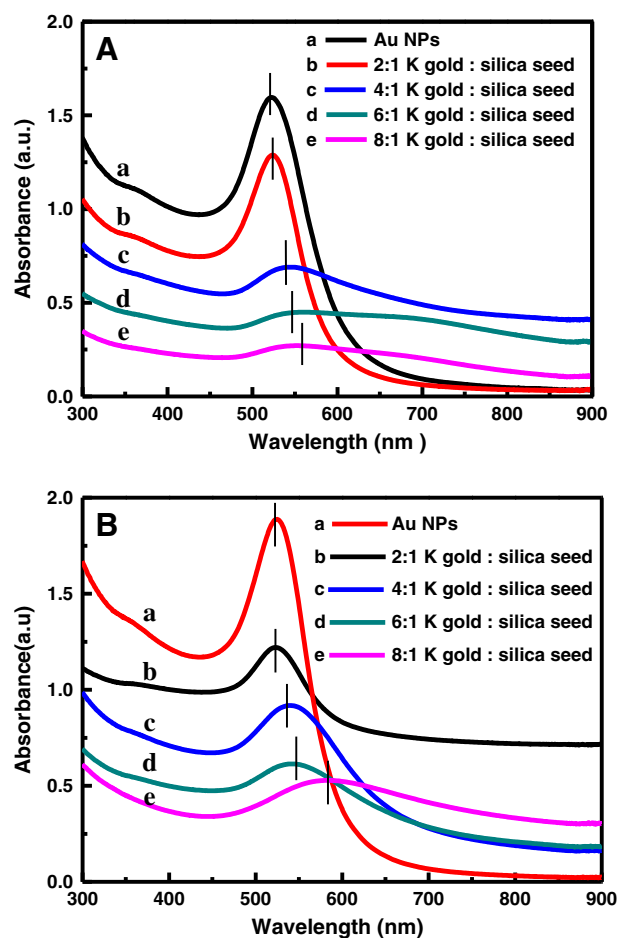 A
a Au NPs
b 2:1 K gold : silica seed
c 4:1 K gold : silica seed
d 6:1 K gold : silica seed
e 8:1 K gold : silica seed
2.0
1.5
1.0
0.5
0.0
Absorbance (a.u.)
a
b
c
d
e
300 400 500 600 700 800 900
Wavelength (nm )
B
a Au NPs
b 2:1 K gold : silica seed
c 4:1 K gold : silica seed
d 6:1 K gold : silica seed
e 8:1 K gold : silica seed
2.0
1.5
1.0
0.5
0.0
Absorbance(a.u)
a
b
c
d
e
300 400 500 600 700 800 900
Wavelength (nm)